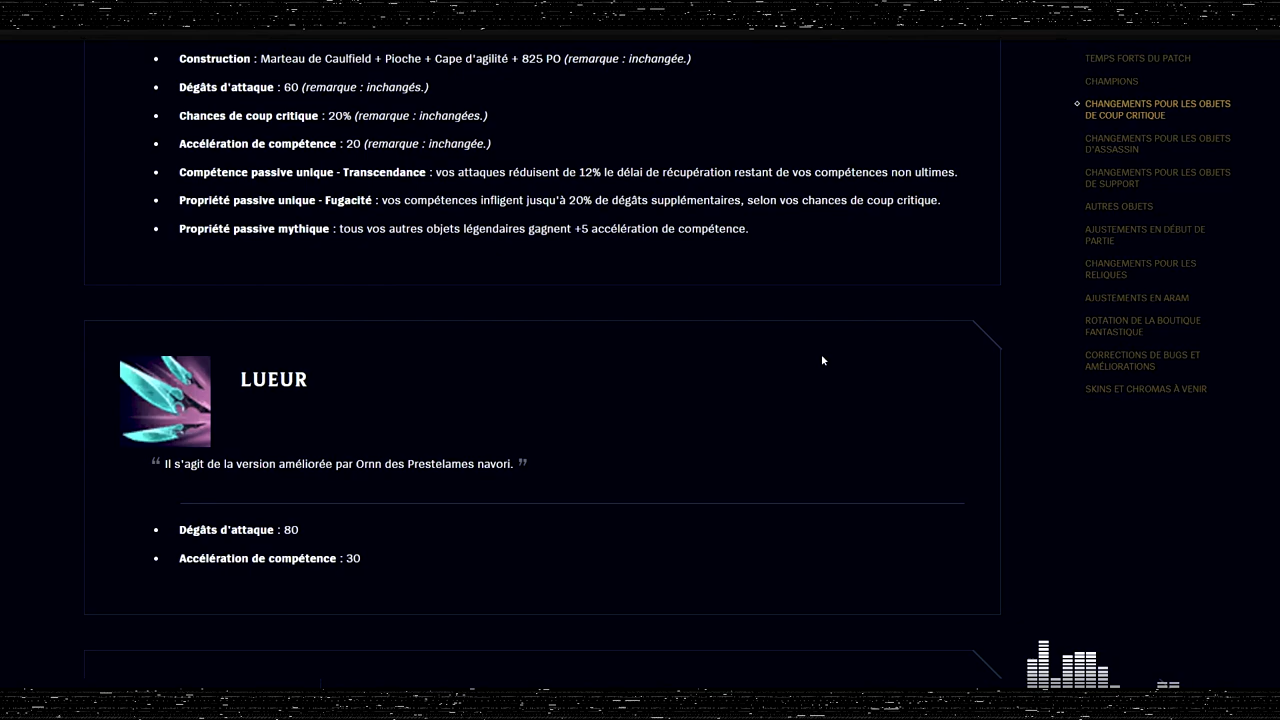 Construction : Marteau de Caulfield + Pioche + Cape d'agilité + 825 PO (remarque : inchangée.)
Dégâts d'attaque : 60 (remarque : inchangés.)
Chances de coup critique : 20% (remarque : inchangées.)
Accélération de compétence : 20 (remarque : inchangée.)
Compétence passive unique - Transcendance : vos attaques réduisent de 12% le délai de récupération restant de vos compétences non ultimes.
Propriété passive unique - Fugacité : vos compétences infligent jusqu'à 20% de dégâts supplémentaires, selon vos chances de coup critique.
Propriété passive mythique : tous vos autres objets légendaires gagnent +5 accélération de compétence.
LUEUR
“ Il s'agit de la version améliorée par Ornn des Prestelames navori. ”
Dégâts d'attaque : 80
Accélération de compétence : 30
TEMPS FORTS DU PATCH
CHAMPIONS
CHANGEMENTS POUR LES OBJETS
DE COUP CRITIQUE
CHANGEMENTS POUR LES OBJETS
D'ASSASSIN
CHANGEMENTS POUR LES OBJETS
DE SUPPORT
AUTRES OBJETS
AJUSTEMENTS EN DÉBUT DE
PARTIE
CHANGEMENTS POUR LES
RELIQUES
AJUSTEMENTS EN ARAM
ROTATION DE LA BOUTIQUE
FANTASTIQUE
CORRECTIONS DE BUGS ET
AMÉLIORATIONS
SKINS ET CHROMAS À VENIR